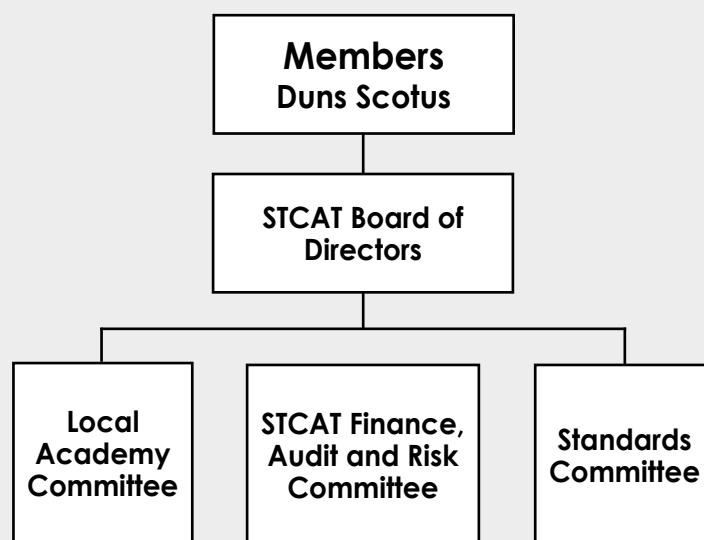 Members
Duns Scotus
STCAT Board of
Directors
Local
Academy
Committee
STCAT Finance,
Audit and Risk
Committee
Standards
Committee